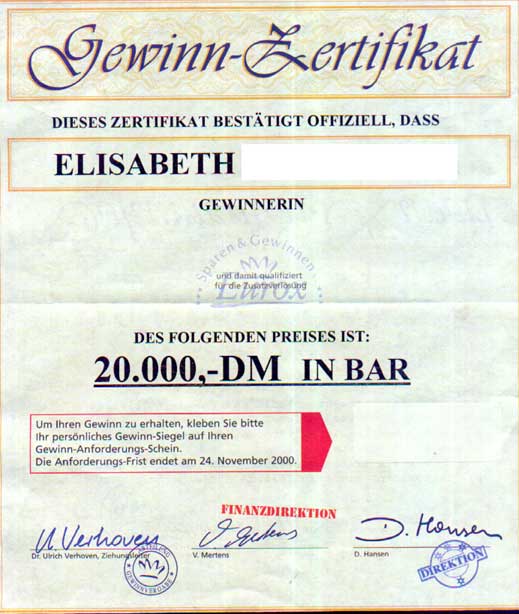 Gewinn-Zertifikat
DIESES ZERTIFIKAT BESTÄTIGT OFFIZIELL, DASS
ELISABETH
GEWINNERIN
Sparen & Gewinnen
und damit qualifiziert
für die Zusatzverlosung
Eurox
DES FOLGENDEN PREISES IST:
20.000,-DM IN BAR
Um Ihren Gewinn zu erhalten, kleben Sie bitte
Ihr persönliches Gewinn-Siegel auf Ihren
Gewinn-Anforderungs-Schein.
Die Anforderungs-Frist endet am 24. November 2000.
FINANZDIREKTION
U. Verhoven
V. Mertens
D. Hansen
Dr. Ulrich Verhoven, Ziehungsleiter
V. Mertens
D. Hansen
GEWINNVERGABE
DIREKTION